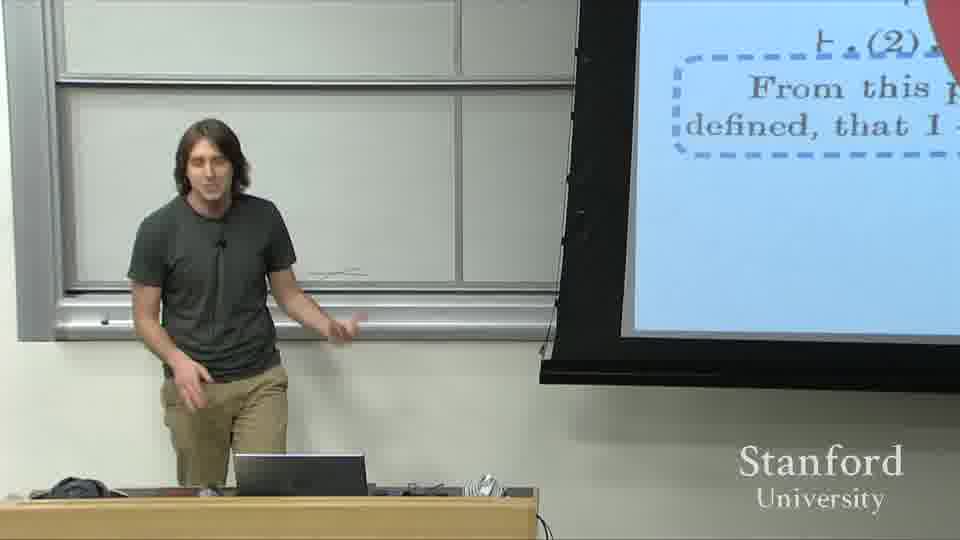 ⊢.(2).
From this
defined, that 1
Stanford
University